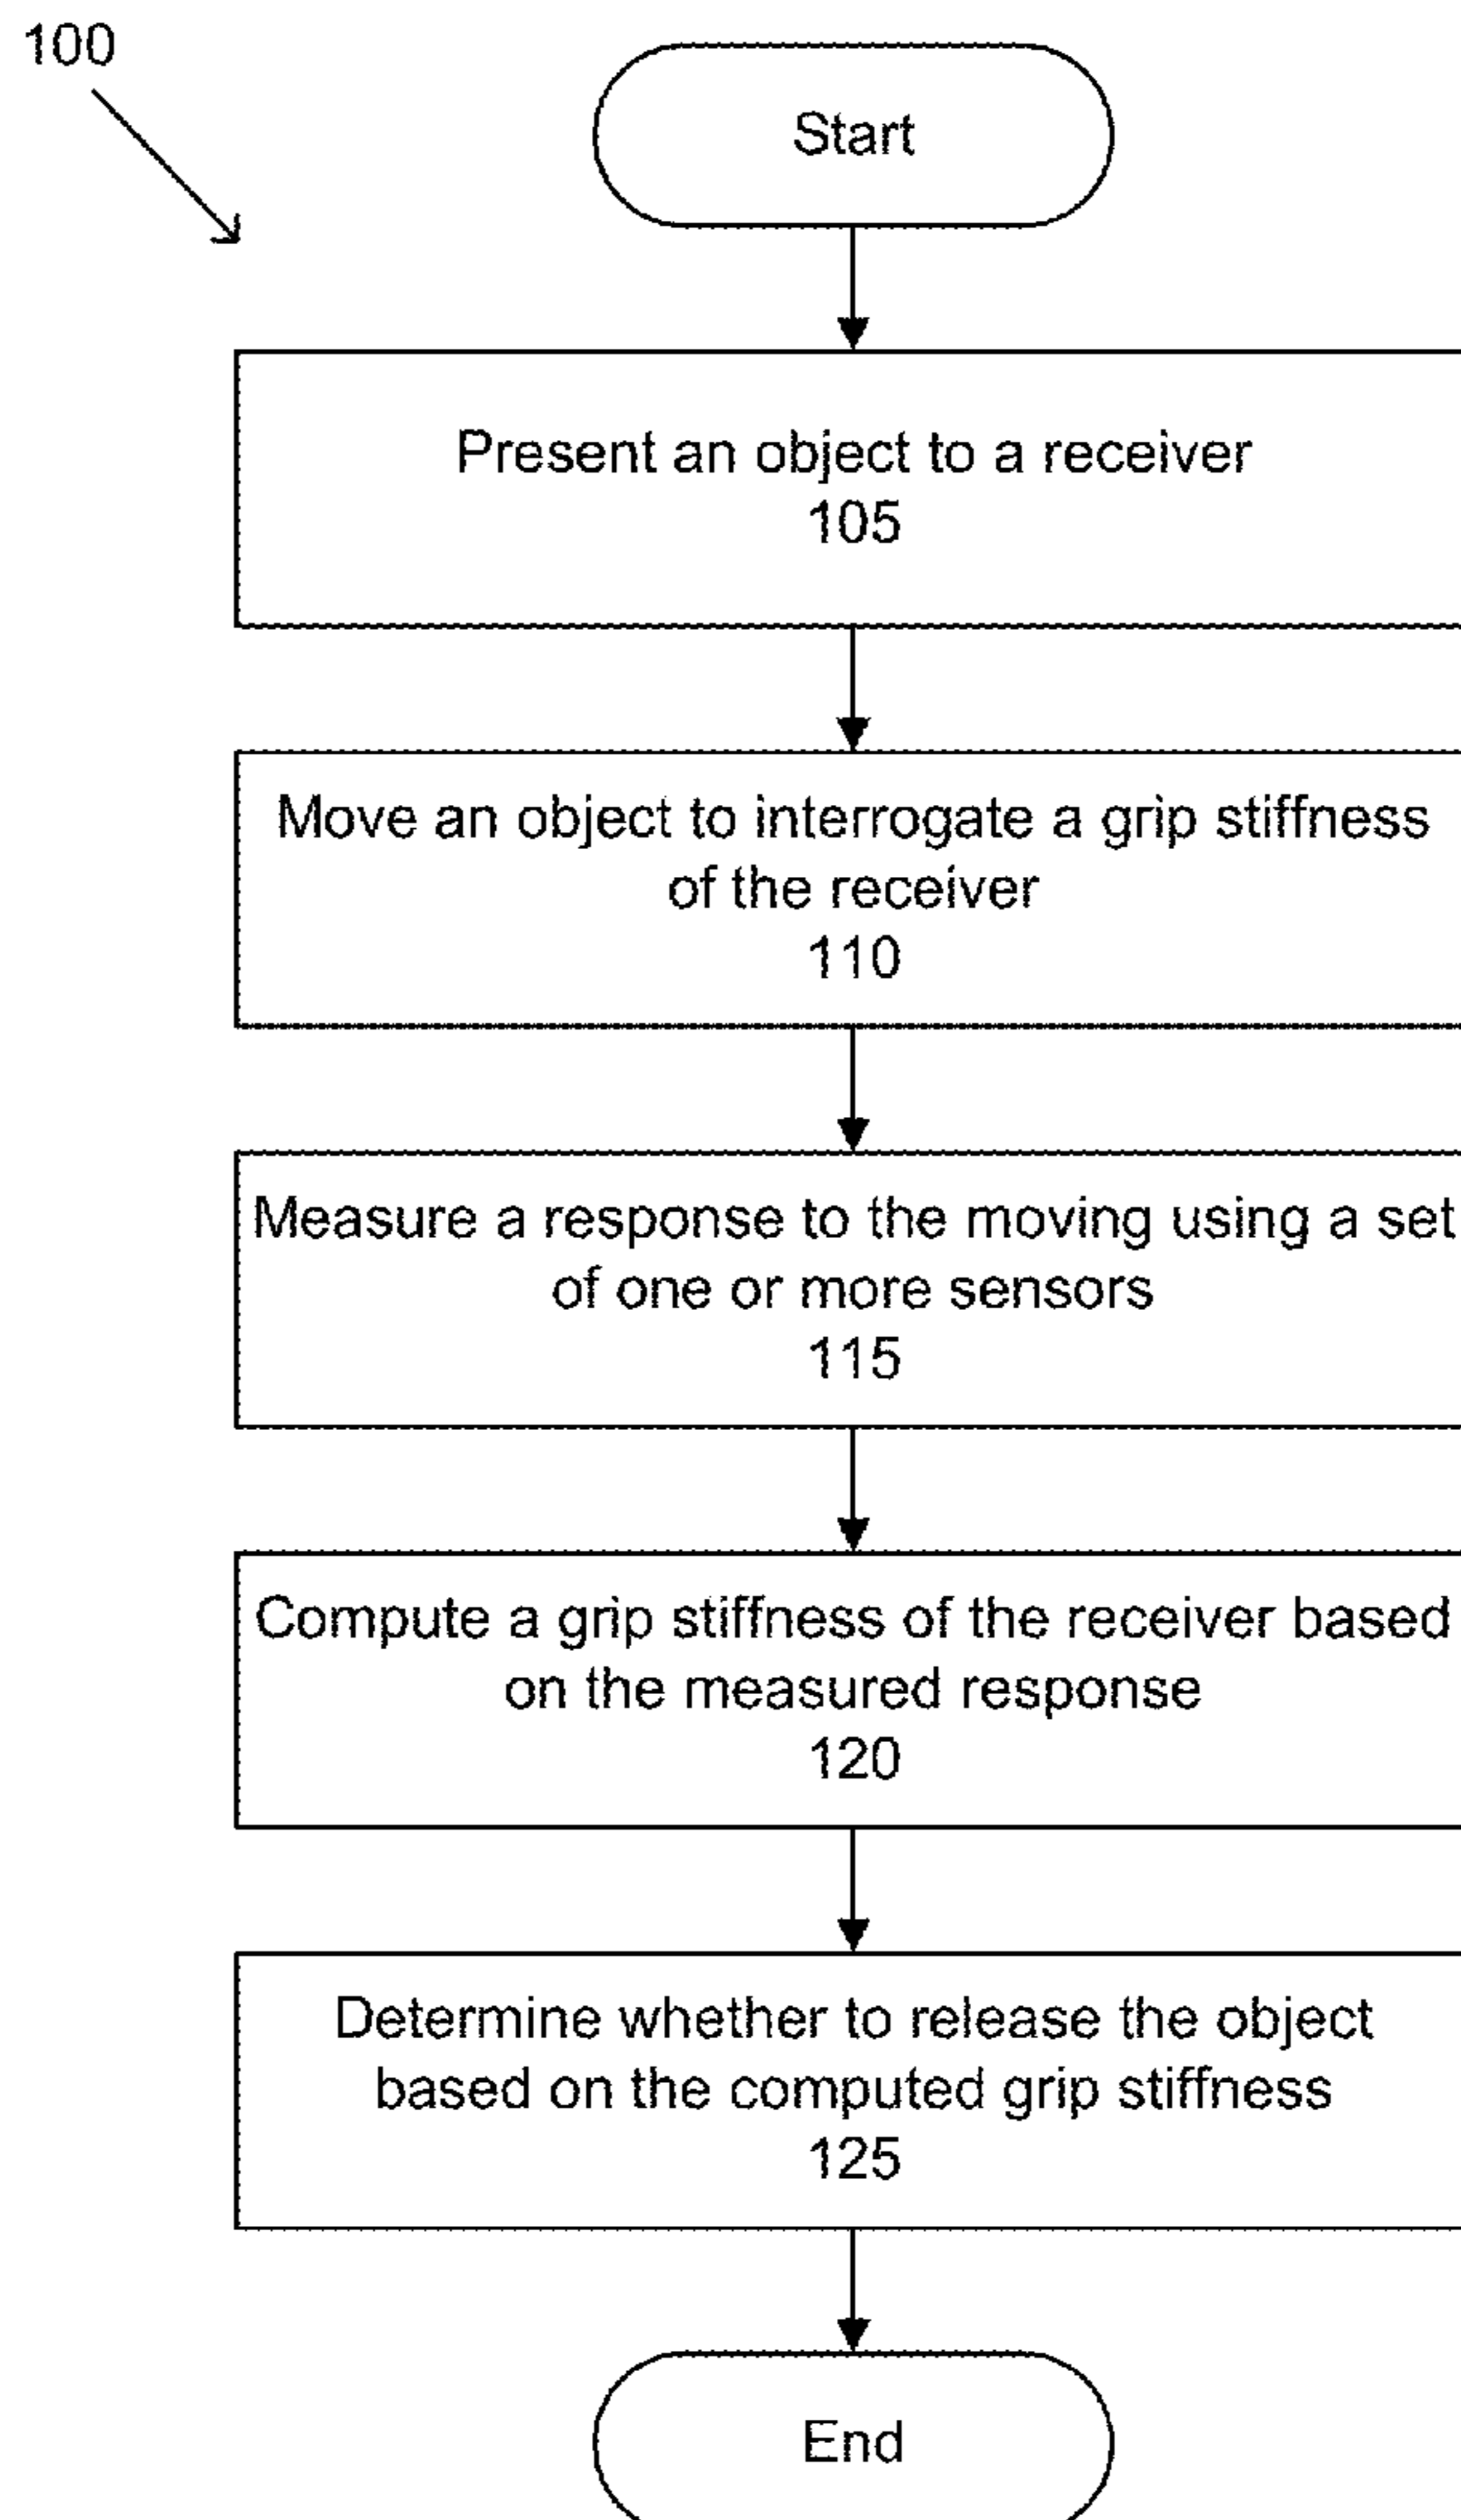 100
Start
Present an object to a receiver
105
Move an object to interrogate a grip stiffness
of the receiver
110
Measure a response to the moving using a set
of one or more sensors
115
Compute a grip stiffness of the receiver based
on the measured response
120
Determine whether to release the object
based on the computed grip stiffness
125
End